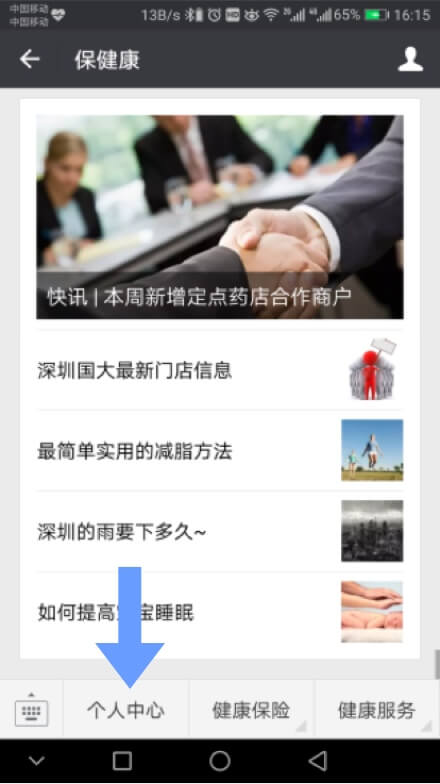 中国移动
中国移动
13B/s HD 2G 4G 65% 16:15
保健康
快讯 | 本周新增定点药店合作商户
深圳国大最新门店信息
最简单实用的减脂方法
深圳的雨要下多久~
如何提高宝睡眠
个人中心 健康保险 健康服务